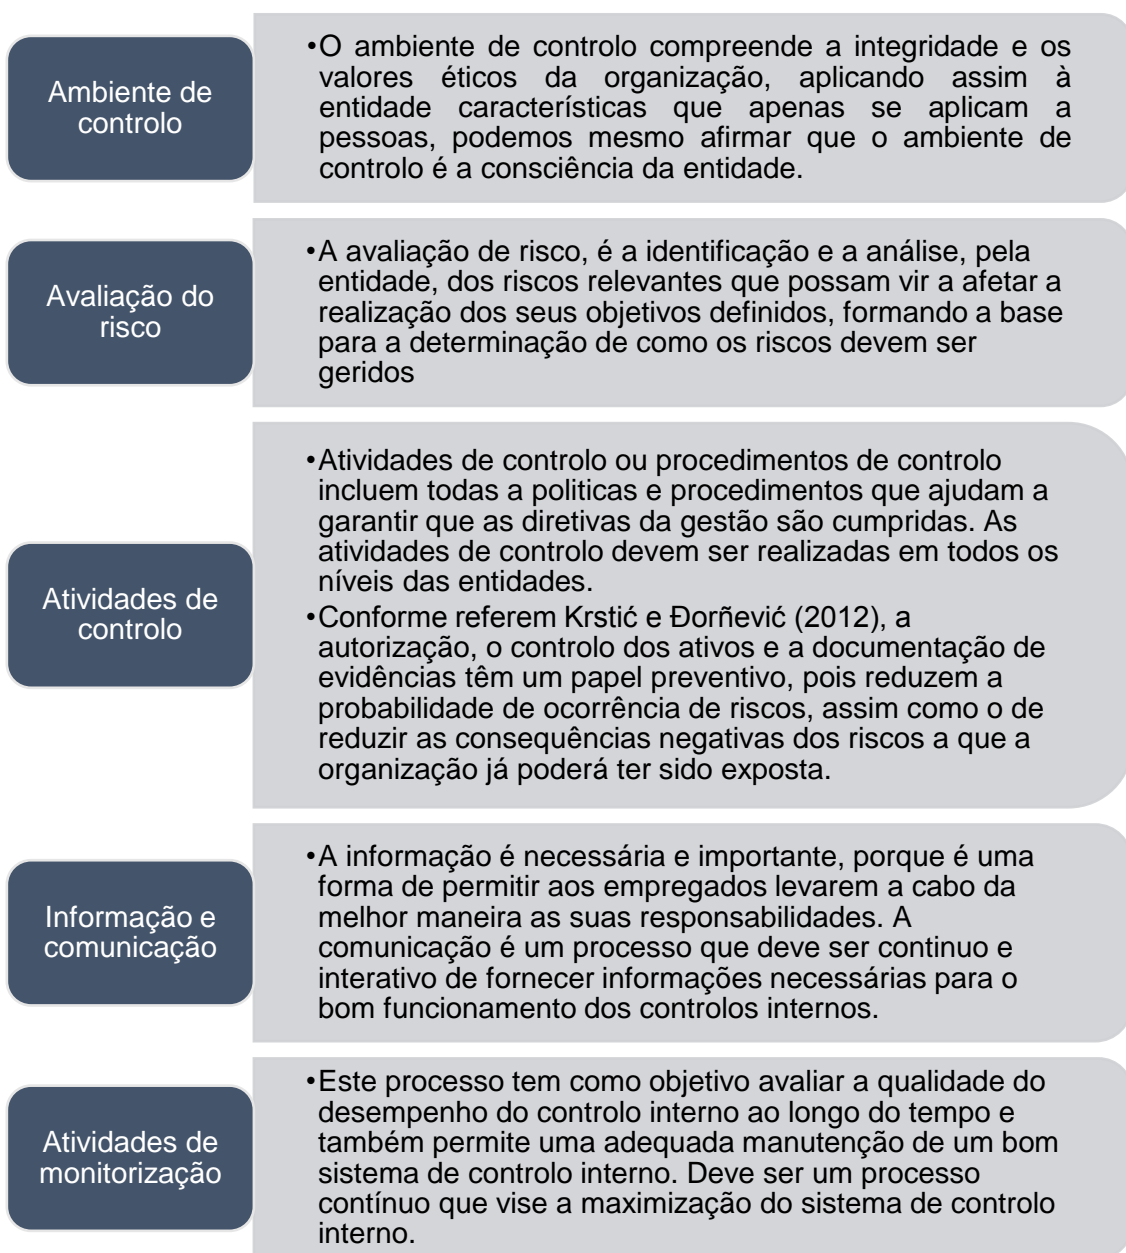 Ambiente de
controlo
•O ambiente de controlo compreende a integridade e os
valores éticos da organização, aplicando assim à
entidade características que apenas se aplicam a
pessoas, podemos mesmo afirmar que o ambiente de
controlo é a consciência da entidade.
Avaliação do
risco
•A avaliação de risco, é a identificação e a análise, pela
entidade, dos riscos relevantes que possam vir a afetar a
realização dos seus objetivos definidos, formando a base
para a determinação de como os riscos devem ser
geridos
Atividades de
controlo
•Atividades de controlo ou procedimentos de controlo
incluem todas a politicas e procedimentos que ajudam a
garantir que as diretivas da gestão são cumpridas. As
atividades de controlo devem ser realizadas em todos os
níveis das entidades.
•Conforme referem Krstić e Đorñević (2012), a
autorização, o controlo dos ativos e a documentação de
evidências têm um papel preventivo, pois reduzem a
probabilidade de ocorrência de riscos, assim como o de
reduzir as consequências negativas dos riscos a que a
organização já poderá ter sido exposta.
Informação e
comunicação
•A informação é necessária e importante, porque é uma
forma de permitir aos empregados levarem a cabo da
melhor maneira as suas responsabilidades. A
comunicação é um processo que deve ser continuo e
interativo de fornecer informações necessárias para o
bom funcionamento dos controlos internos.
Atividades de
monitorização
•Este processo tem como objetivo avaliar a qualidade do
desempenho do controlo interno ao longo do tempo e
também permite uma adequada manutenção de um bom
sistema de controlo interno. Deve ser um processo
contínuo que vise a maximização do sistema de controlo
interno.